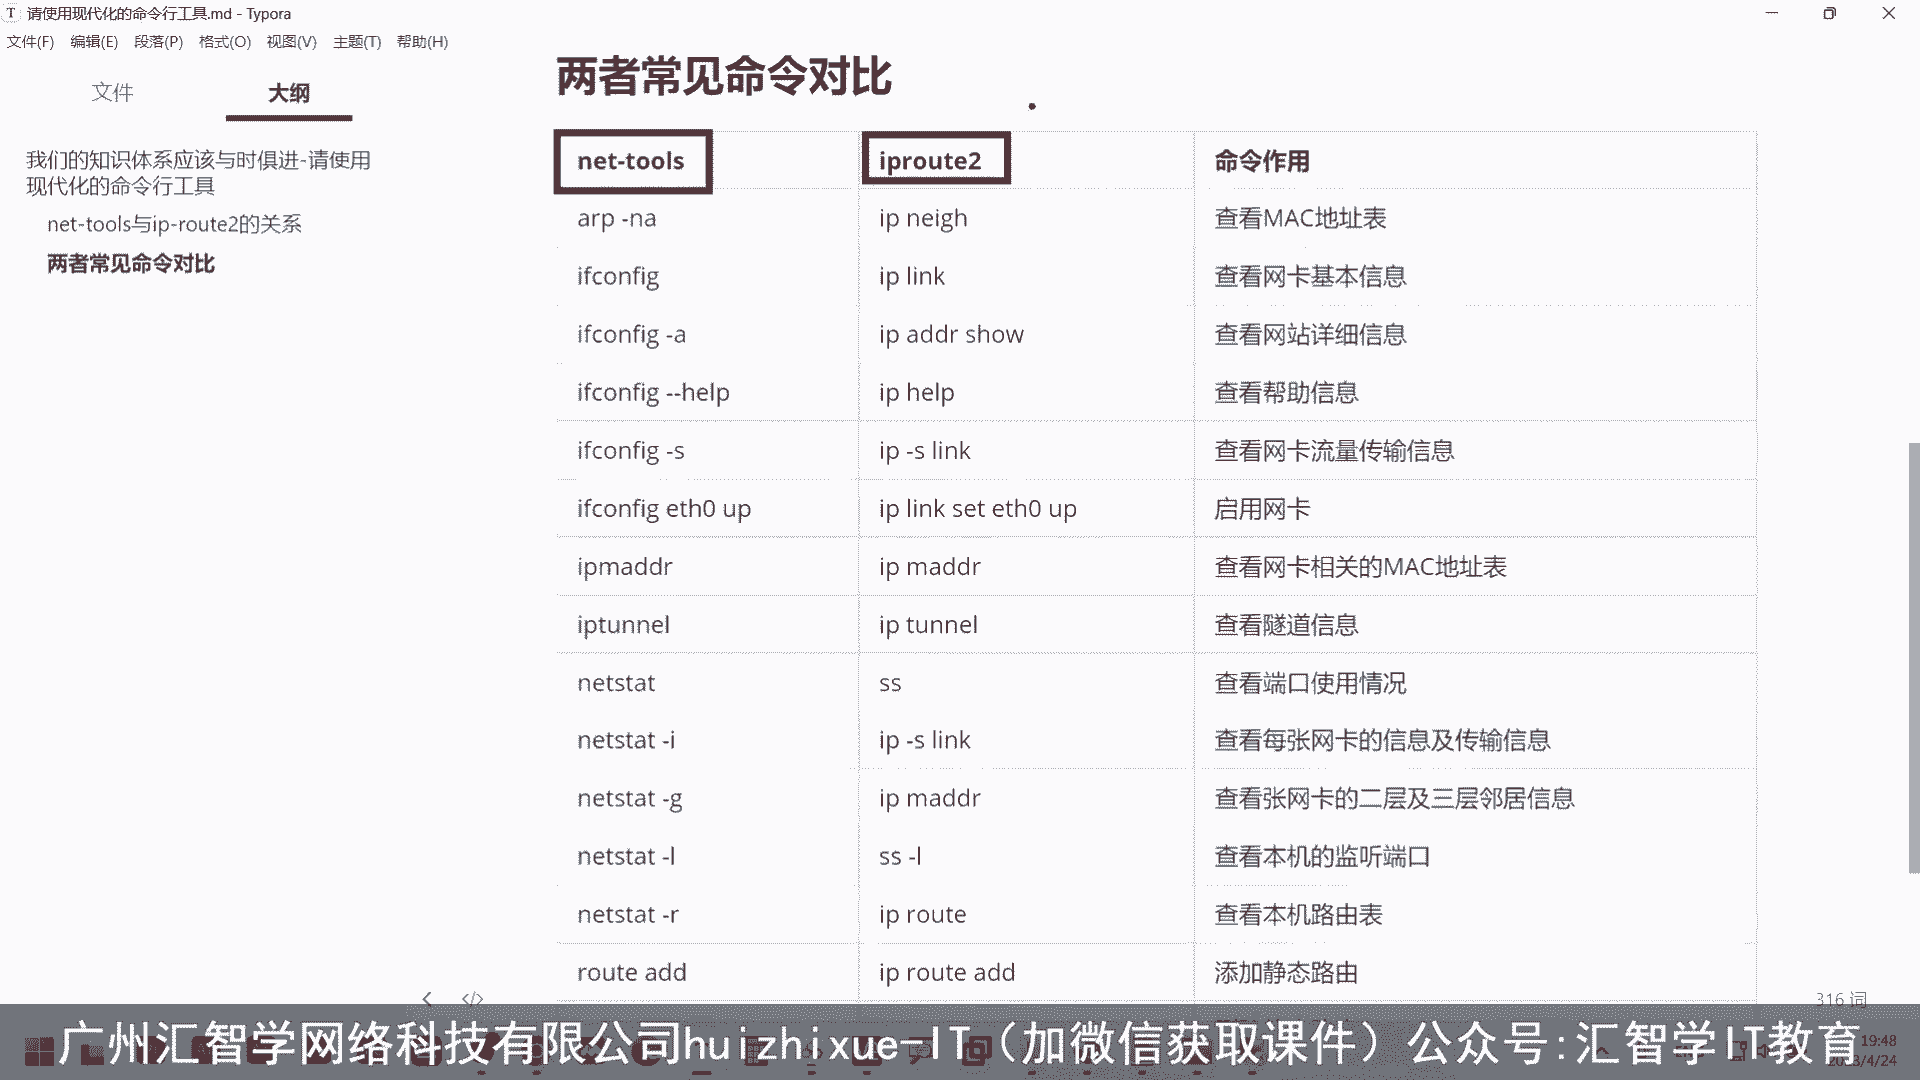 T 请使用现代化的命令行工具.md - Typora
文件(F) 编辑(E) 段落(P) 格式(O) 视图(V) 主题(T) 帮助(H)
文件 大纲
我们的知识体系应该与时俱进-请使用
现代化的命令行工具
net-tools与ip-route2的关系
两者常见命令对比
两者常见命令对比
net-tools iproute2 命令作用
arp -na ip neigh 查看MAC地址表
ifconfig ip link 查看网卡基本信息
ifconfig -a ip addr show 查看网站详细信息
ifconfig --help ip help 查看帮助信息
ifconfig -s ip -s link 查看网卡流量传输信息
ifconfig eth0 up ip link set eth0 up 启用网卡
ipmaddr ip maddr 查看网卡相关的MAC地址表
iptunnel ip tunnel 查看隧道信息
netstat ss 查看端口使用情况
netstat -i ip -s link 查看每张网卡的信息及传输信息
netstat -g ip maddr 查看张网卡的二层及三层邻居信息
netstat -l ss -l 查看本机的监听端口
netstat -r ip route 查看本机路由表
route add ip route add 添加静态路由
316 词
广州汇智学网络科技有限公司huizhixue-IT（加微信获取课件）公众号:汇智学IT教育
19:48